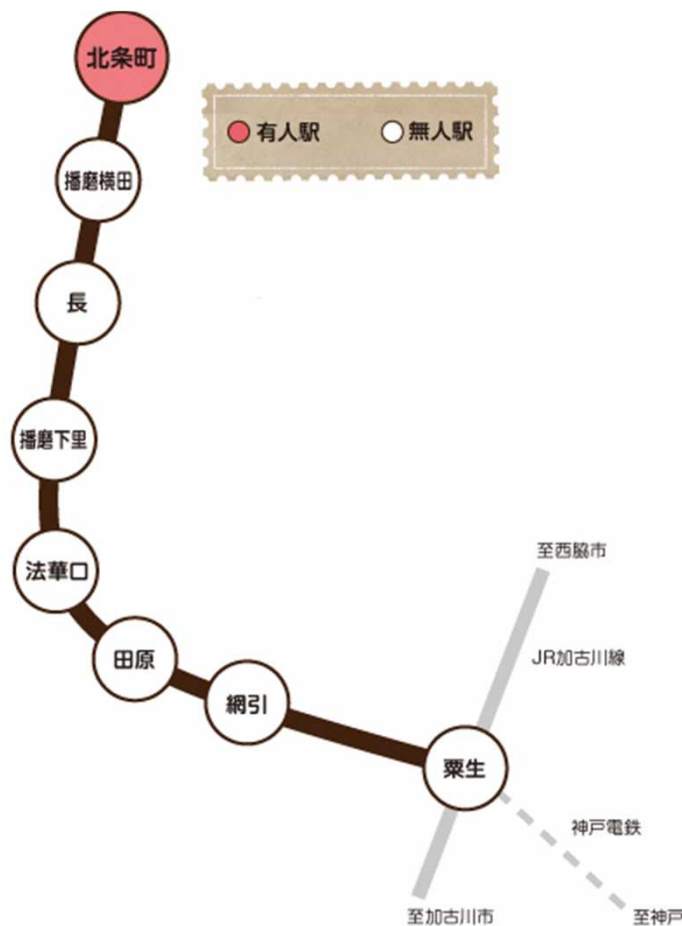 北条町
有人駅
無人駅
播磨横田
長
播磨下里
法華口
田原
網引
粟生
至西脇市
JR加古川線
神戸電鉄
至加古川市
至神戸